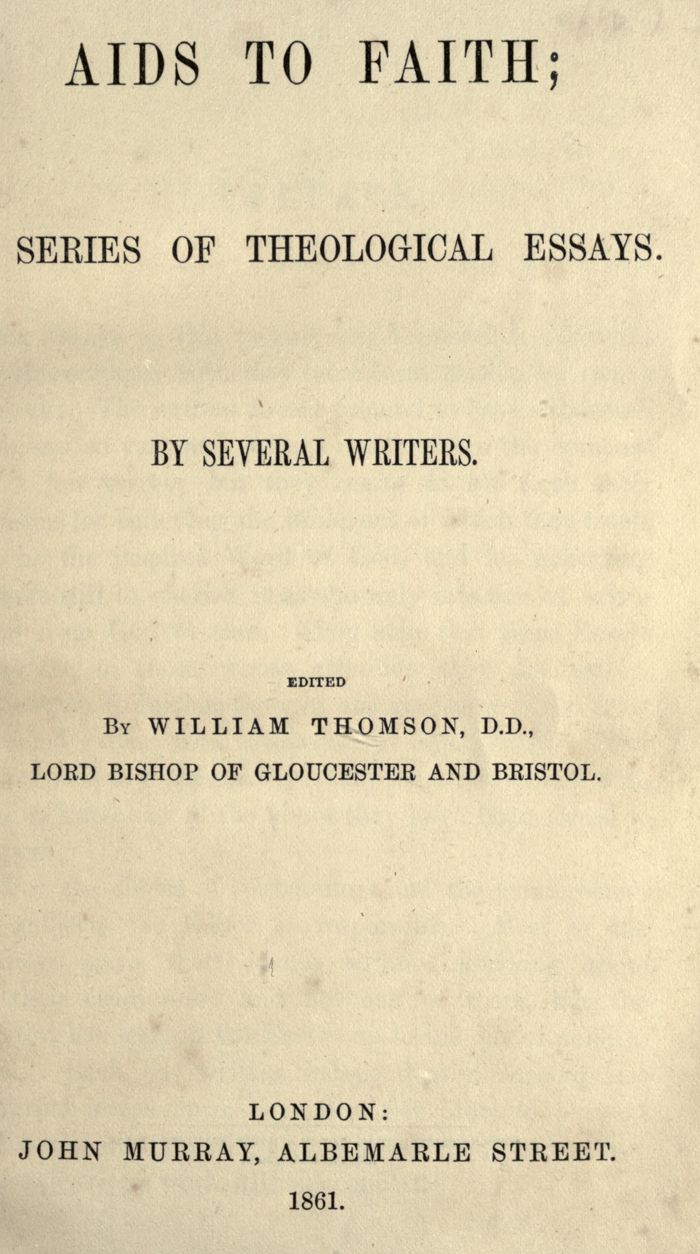 AIDS TO FAITH;
SERIES OF THEOLOGICAL ESSAYS.
BY SEVERAL WRITERS.
EDITED
BY WILLIAM THOMSON, D.D.,
LORD BISHOP OF GLOUCESTER AND BRISTOL.
LONDON:
JOHN MURRAY, ALBEMARLE STREET.
1861.